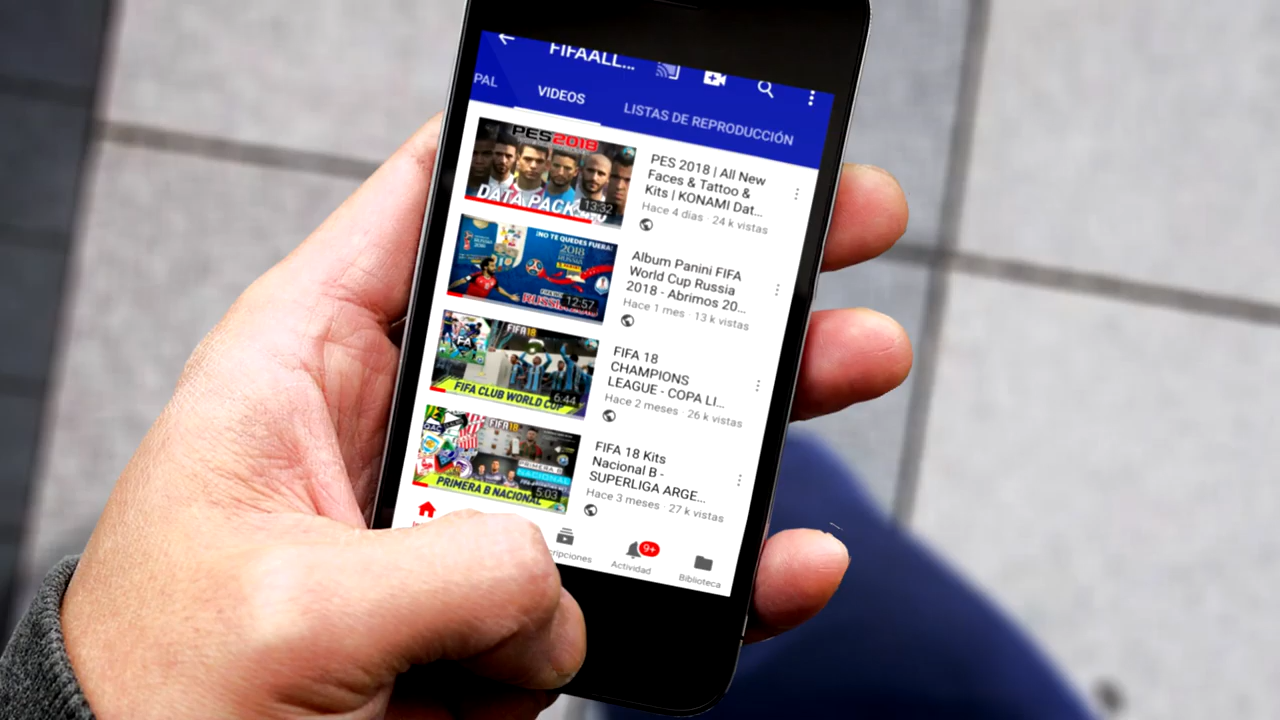 FIFAALL...
PAL
VIDEOS
LISTAS DE REPRODUCCIÓN
PES2018
DATA PACK
13:32
PES 2018 | All New
Faces & Tattoo &
Kits | KONAMI Dat...
Hace 4 días · 24 k vistas
¡NO TE QUEDES FUERA!
2018
12:57
Album Panini FIFA
World Cup Russia
2018 - Abrimos 20...
Hace 1 mes · 13 k vistas
FIFA18
FIFA CLUB WORLD CUP
6:44
FIFA 18
CHAMPIONS
LEAGUE - COPA LI...
Hace 2 meses · 26 k vistas
FIFA18
PRIMERA B
NACIONAL
PRIMERA B NACIONAL
5:03
FIFA 18 Kits
Nacional B -
SUPERLIGA ARGE...
Hace 3 meses · 27 k vistas
cripciones
9+
Actividad
Biblioteca